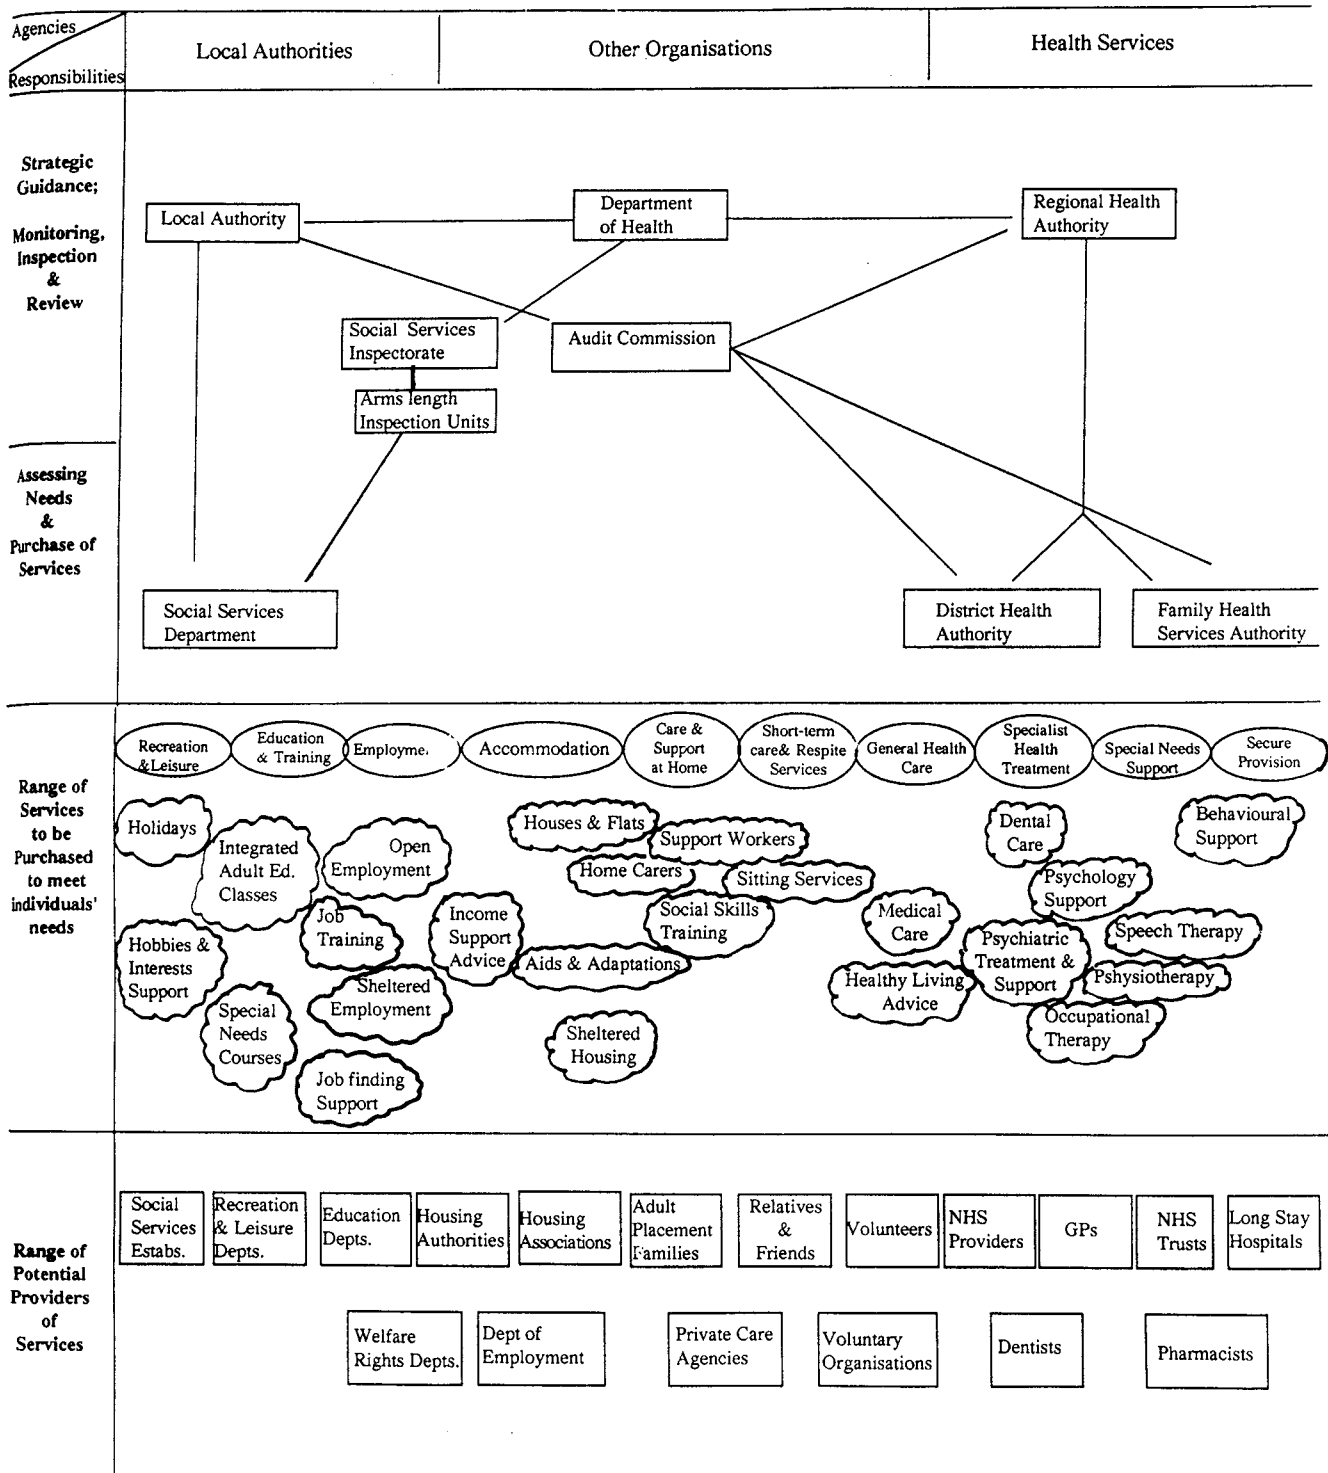 Agencies
Responsibilities
Local Authorities
Other Organisations
Health Services
Strategic
Guidance;
Monitoring,
Inspection
&
Review
Local Authority
Department
of Health
Regional Health
Authority
Social Services
Inspectorate
Audit Commission
Arms length
Inspection Units
Assessing
Needs
&
Purchase of
Services
Social Services
Department
District Health
Authority
Family Health
Services Authority
Range of
Services
to be
Purchased
to meet
individuals'
needs
Recreation
&Leisure
Education
& Training
Employme
Accommodation
Care &
Support
at Home
Short-term
care& Respite
Services
General Health
Care
Specialist
Health
Treatment
Special Needs
Support
Secure
Provision
Holidays
Integrated
Adult Ed.
Classes
Open
Employment
Houses & Flats
Support Workers
Home Carers
Sitting Services
Dental
Care
Behavioural
Support
Psychology
Support
Hobbies &
Interests
Support
Job
Training
Income
Support
Advice
Social Skills
Training
Aids & Adaptations
Medical
Care
Psychiatric
Treatment &
Support
Speech Therapy
Pshysiotherapy
Healthy Living
Advice
Occupational
Therapy
Special
Needs
Courses
Sheltered
Employment
Sheltered
Housing
Job finding
Support
Range of
Potential
Providers
of
Services
Social
Services
Estabs.
Recreation
& Leisure
Depts.
Education
Depts.
Housing
Authorities
Housing
Associations
Adult
Placement
Families
Relatives
&
Friends
Volunteers
NHS
Providers
GPs
NHS
Trusts
Long Stay
Hospitals
Welfare
Rights Depts.
Dept of
Employment
Private Care
Agencies
Voluntary
Organisations
Dentists
Pharmacists